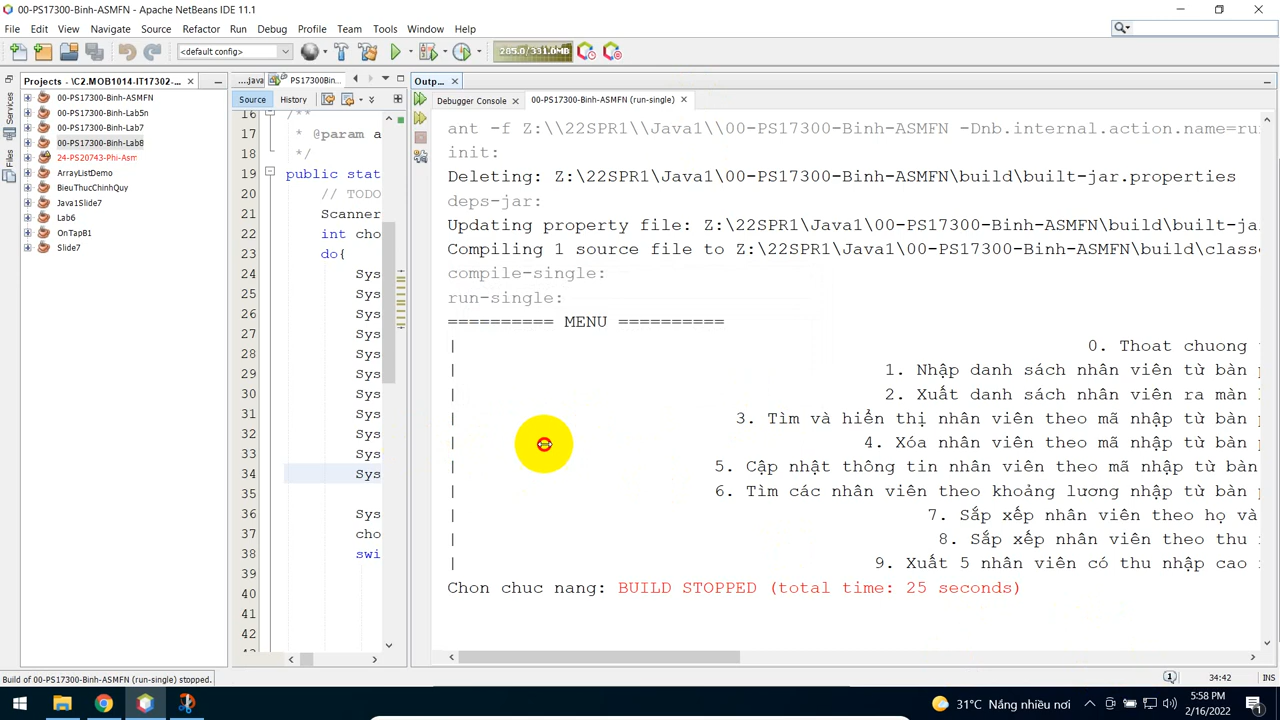 00-PS17300-Binh-ASMFN - Apache NetBeans IDE 11.1
File Edit View Navigate Source Refactor Run Debug Profile Team Tools Window Help
<default config>
285.0/331.0MB
Projects - \C2.MOB1014-IT17302-...
Services
Files
00-PS17300-Binh-ASMFN
00-PS17300-Binh-Lab5n
00-PS17300-Binh-Lab7
00-PS17300-Binh-Lab8
24-PS20743-Phi-Asm
ArrayListDemo
BieuThucChinhQuy
Java1Slide7
Lab6
OnTapB1
Slide7
....java
PS17300Bin...
Source History
16 /**
17 * @param a
18 */
19 public stat
20 // TODO
21 Scanner
22 int cho
23 do{
24 Sys
25 Sys
26 Sys
27 Sys
28 Sys
29 Sys
30 Sys
31 Sys
32 Sys
33 Sys
34 Sys
35
36 Sys
37 cho
38 swi
39
40
41
42
Outp...
Debugger Console
00-PS17300-Binh-ASMFN (run-single)
ant -f Z:\\22SPR1\\Java1\\00-PS17300-Binh-ASMFN -Dnb.internal.action.name=ru
init:
Deleting: Z:\22SPR1\Java1\00-PS17300-Binh-ASMFN\build\built-jar.properties
deps-jar:
Updating property file: Z:\22SPR1\Java1\00-PS17300-Binh-ASMFN\build\built-ja
Compiling 1 source file to Z:\22SPR1\Java1\00-PS17300-Binh-ASMFN\build\class
compile-single:
run-single:
========== MENU ==========
| 0. Thoat chuong
| 1. Nhập danh sách nhân viên từ bàn
| 2. Xuất danh sách nhân viên ra màn
| 3. Tìm và hiển thị nhân viên theo mã nhập từ bàn
| 4. Xóa nhân viên theo mã nhập từ bàn
| 5. Cập nhật thông tin nhân viên theo mã nhập từ bàn
| 6. Tìm các nhân viên theo khoảng lương nhập từ bàn
| 7. Sắp xếp nhân viên theo họ và
| 8. Sắp xếp nhân viên theo thu
| 9. Xuất 5 nhân viên có thu nhập cao
Chon chuc nang: BUILD STOPPED (total time: 25 seconds)
Build of 00-PS17300-Binh-ASMFN (run-single) stopped.
1
34:42
INS
31°C Nắng nhiều nơi
5:58 PM
2/16/2022
1